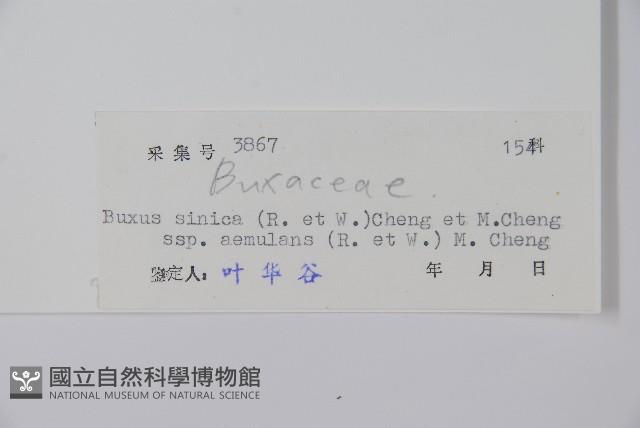 采集号 3867 154科
Buxaceae.
Buxus sinica (R. et W.)Cheng et M.Cheng
ssp. aemulans (R. et W.) M. Cheng
鉴定人: 叶华谷 年 月 日
國立自然科學博物館
NATIONAL MUSEUM OF NATURAL SCIENCE